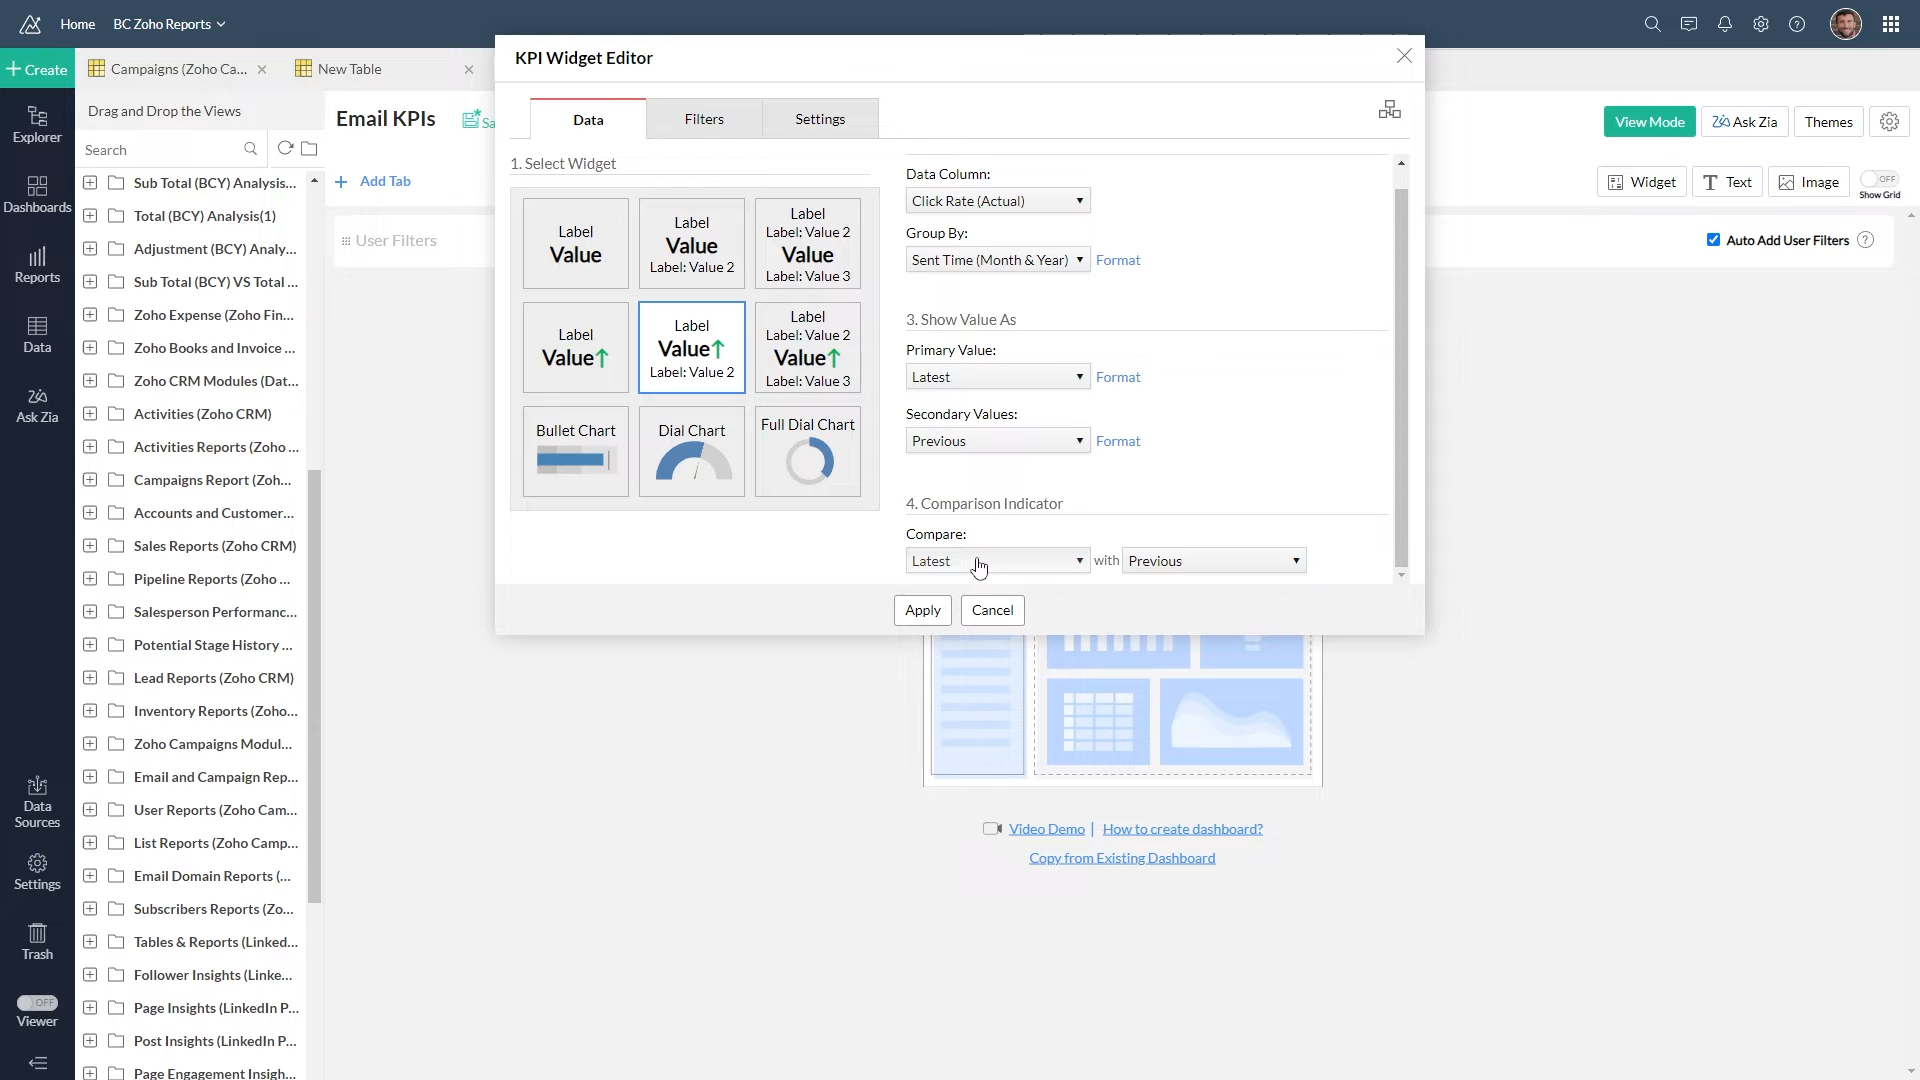 Home
BC Zoho Reports
Create
Campaigns (Zoho Ca...
New Table
Explorer
Dashboards
Reports
Data
Ask Zia
Data
Sources
Settings
Trash
OFF
Viewer
Drag and Drop the Views
Search
Sub Total (BCY) Analysis...
Total (BCY) Analysis(1)
Adjustment (BCY) Analy...
Sub Total (BCY) VS Total ...
Zoho Expense (Zoho Fin...
Zoho Books and Invoice ...
Zoho CRM Modules (Dat...
Activities (Zoho CRM)
Activities Reports (Zoho ...
Campaigns Report (Zoh...
Accounts and Customer...
Sales Reports (Zoho CRM)
Pipeline Reports (Zoho ...
Salesperson Performanc...
Potential Stage History ...
Lead Reports (Zoho CRM)
Inventory Reports (Zoho...
Zoho Campaigns Modul...
Email and Campaign Rep...
User Reports (Zoho Cam...
List Reports (Zoho Camp...
Email Domain Reports (...
Subscribers Reports (Zo...
Tables & Reports (Linked...
Follower Insights (Linke...
Page Insights (LinkedIn P...
Post Insights (LinkedIn P...
Page Engagement Insigh...
Email KPIs
Sa
Add Tab
User Filters
KPI Widget Editor
Data
Filters
Settings
1. Select Widget
Label
Value
Label
Value
Label: Value 2
Label
Label: Value 2
Value
Label: Value 3
Label
Value↑
Label
Value↑
Label: Value 2
Label
Label: Value 2
Value↑
Label: Value 3
Bullet Chart
Dial Chart
Full Dial Chart
Data Column:
Click Rate (Actual)
Group By:
Sent Time (Month & Year)
Format
3. Show Value As
Primary Value:
Latest
Format
Secondary Values:
Previous
Format
4. Comparison Indicator
Compare:
Latest
with
Previous
Apply
Cancel
View Mode
Ask Zia
Themes
Widget
Text
Image
OFF
Show Grid
Auto Add User Filters
Video Demo | How to create dashboard?
Copy from Existing Dashboard